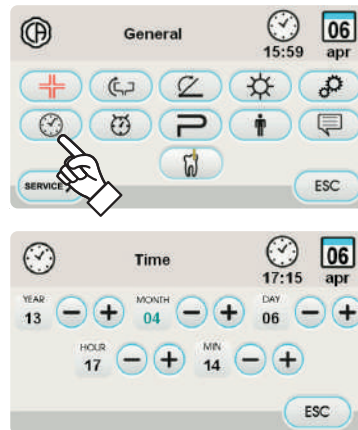 General
15:59
06
apr
SERVICE
ESC
Time
17:15
06
apr
YEAR
13
MONTH
04
DAY
06
HOUR
17
MIN
14
ESC